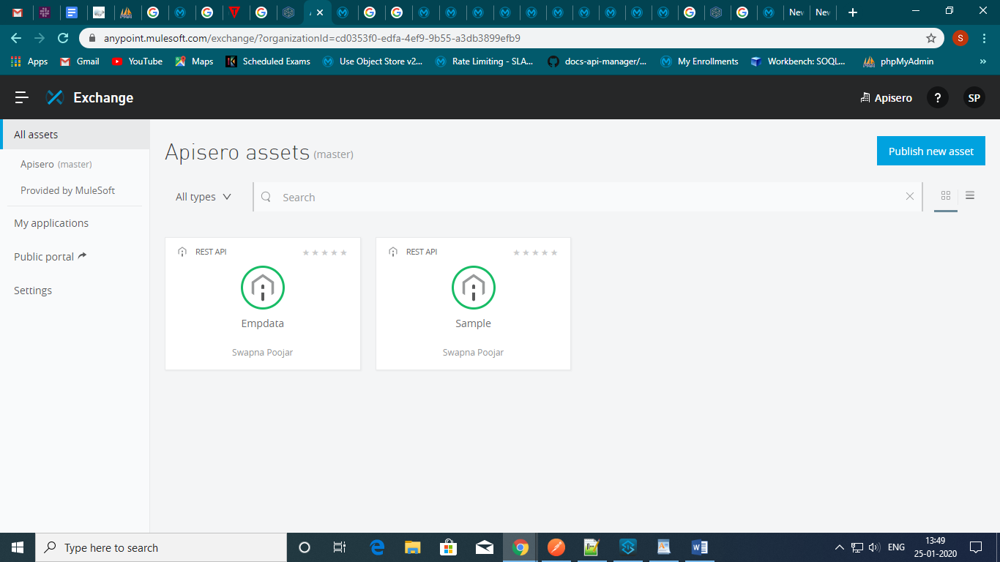 New
New
anypoint.mulesoft.com/exchange/?organizationId=cd0353f0-edfa-4ef9-9b55-a3db3899efb9
S
Apps
Gmail
YouTube
Maps
Scheduled Exams
Use Object Store v2...
Rate Limiting - SLA...
docs-api-manager/...
My Enrollments
Workbench: SOQL...
phpMyAdmin
»
Exchange
Apisero
?
SP
All assets
Apisero (master)
Provided by MuleSoft
My applications
Public portal
Settings
Apisero assets (master)
Publish new asset
All types
Search
REST API
Empdata
Swapna Poojar
REST API
Sample
Swapna Poojar
Type here to search
ENG
13:49
25-01-2020